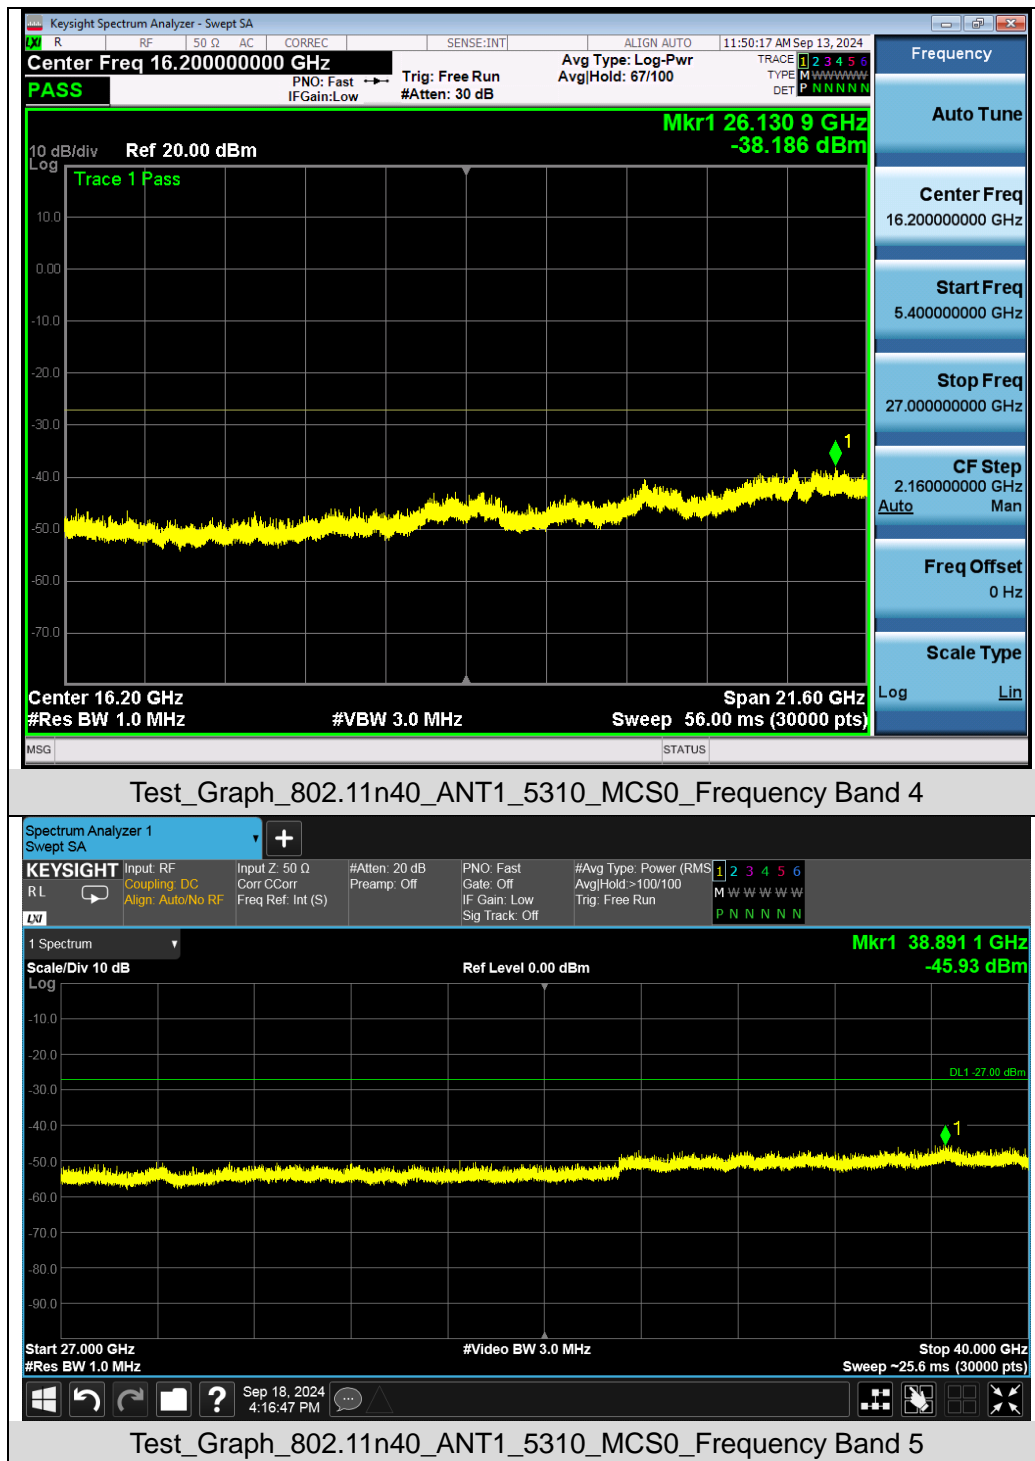 Keysight Spectrum Analyzer - Swept SA
LXI R RF 50 Ω AC CORREC SENSE:INT ALIGN AUTO 11:50:17 AM Sep 13, 2024
Center Freq 16.200000000 GHz
PASS
PNO: Fast
IFGain:Low
Trig: Free Run
#Atten: 30 dB
Avg Type: Log-Pwr
Avg|Hold: 67/100
TRACE 1 2 3 4 5 6
TYPE M WWWWW
DET P N N N N N
Mkr1 26.130 9 GHz
-38.186 dBm
10 dB/div Ref 20.00 dBm
Log
Trace 1 Pass
10.0
0.00
-10.0
-20.0
-30.0
-40.0
-50.0
-60.0
-70.0
1
Center 16.20 GHz Span 21.60 GHz
#Res BW 1.0 MHz #VBW 3.0 MHz Sweep 56.00 ms (30000 pts)
MSG STATUS
Frequency
Auto Tune
Center Freq
16.200000000 GHz
Start Freq
5.400000000 GHz
Stop Freq
27.000000000 GHz
CF Step
2.160000000 GHz
Auto Man
Freq Offset
0 Hz
Scale Type
Log Lin
Test_Graph_802.11n40_ANT1_5310_MCS0_Frequency Band 4
Spectrum Analyzer 1
Swept SA
KEYSIGHT
RL
LXI
Input: RF
Coupling: DC
Align: Auto/No RF
Input Z: 50 Ω
Corr CCorr
Freq Ref: Int (S)
#Atten: 20 dB
Preamp: Off
PNO: Fast
Gate: Off
IF Gain: Low
Sig Track: Off
#Avg Type: Power (RMS
Avg|Hold:>100/100
Trig: Free Run
1 2 3 4 5 6
M W W W W W
P N N N N N
1 Spectrum
Mkr1 38.891 1 GHz
-45.93 dBm
Scale/Div 10 dB Ref Level 0.00 dBm
Log
-10.0
-20.0
-30.0
-40.0
-50.0
-60.0
-70.0
-80.0
-90.0
DL1 -27.00 dBm
1
Start 27.000 GHz #Video BW 3.0 MHz Stop 40.000 GHz
#Res BW 1.0 MHz Sweep ~25.6 ms (30000 pts)
Sep 18, 2024
4:16:47 PM
Test_Graph_802.11n40_ANT1_5310_MCS0_Frequency Band 5